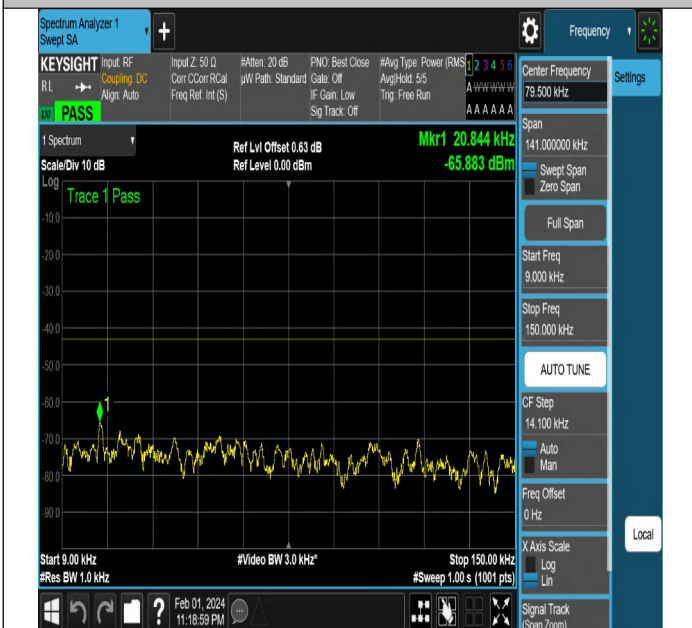 Spectrum Analyzer 1
Swept SA
+
Frequency
KEYSIGHT
RL
LXI
PASS
Input: RF
Coupling: DC
Align: Auto
Input Z: 50 Ω
Corr CCorr RCal
Freq Ref: Int (S)
#Atten: 20 dB
µW Path: Standard
PNO: Best Close
Gate: Off
IF Gain: Low
Sig Track: Off
#Avg Type: Power (RMS
Avg|Hold: 5/5
Trig: Free Run
1 2 3 4 5 6
A W W W W W
A A A A A A
1 Spectrum
Scale/Div 10 dB
Log
Ref Lvl Offset 0.63 dB
Ref Level 0.00 dBm
Mkr1 20.844 kHz
-65.883 dBm
Trace 1 Pass
-10.0
-20.0
-30.0
-40.0
-50.0
-60.0
-70.0
-80.0
-90.0
1
Start 9.00 kHz
#Res BW 1.0 kHz
#Video BW 3.0 kHz*
Stop 150.00 kHz
#Sweep 1.00 s (1001 pts)
?
Feb 01, 2024
11:18:59 PM
Center Frequency
79.500 kHz
Span
141.000000 kHz
Swept Span
Zero Span
Full Span
Start Freq
9.000 kHz
Stop Freq
150.000 kHz
AUTO TUNE
CF Step
14.100 kHz
Auto
Man
Freq Offset
0 Hz
X Axis Scale
Log
Lin
Signal Track
(Span Zoom)
Settings
Local